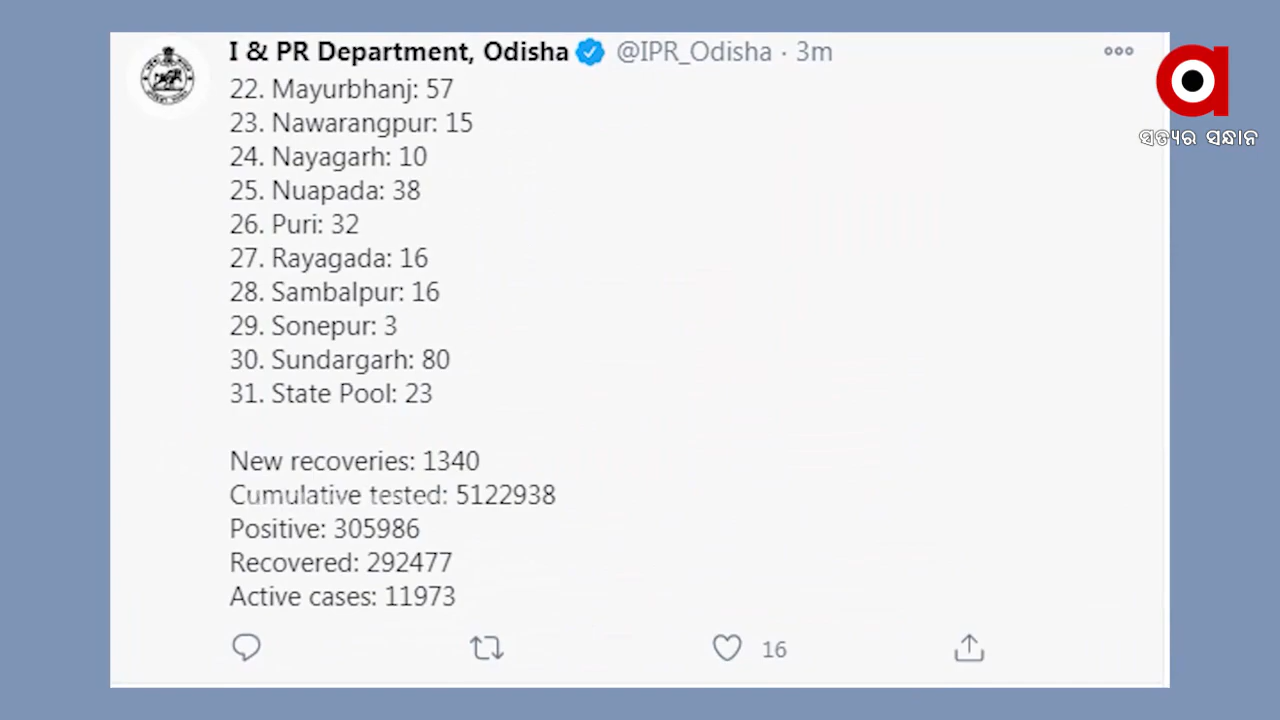 I & PR Department, Odisha @IPR_Odisha · 3m
22. Mayurbhanj: 57
23. Nawarangpur: 15
24. Nayagarh: 10
25. Nuapada: 38
26. Puri: 32
27. Rayagada: 16
28. Sambalpur: 16
29. Sonepur: 3
30. Sundargarh: 80
31. State Pool: 23
New recoveries: 1340
Cumulative tested: 5122938
Positive: 305986
Recovered: 292477
Active cases: 11973
16
ସତ୍ୟର ସନ୍ଧାନ